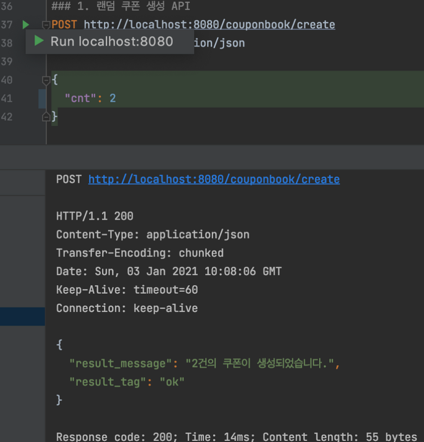 36 ### 1. 랜덤 쿠폰 생성 API
37 POST http://localhost:8080/couponbook/create
38 ion/json
Run localhost:8080
40 {
41 "cnt": 2
42 }
POST http://localhost:8080/couponbook/create
HTTP/1.1 200
Content-Type: application/json
Transfer-Encoding: chunked
Date: Sun, 03 Jan 2021 10:08:06 GMT
Keep-Alive: timeout=60
Connection: keep-alive
{
"result_message": "2건의 쿠폰이 생성되었습니다.",
"result_tag": "ok"
}
Response code: 200; Time: 14ms; Content length: 55 bytes